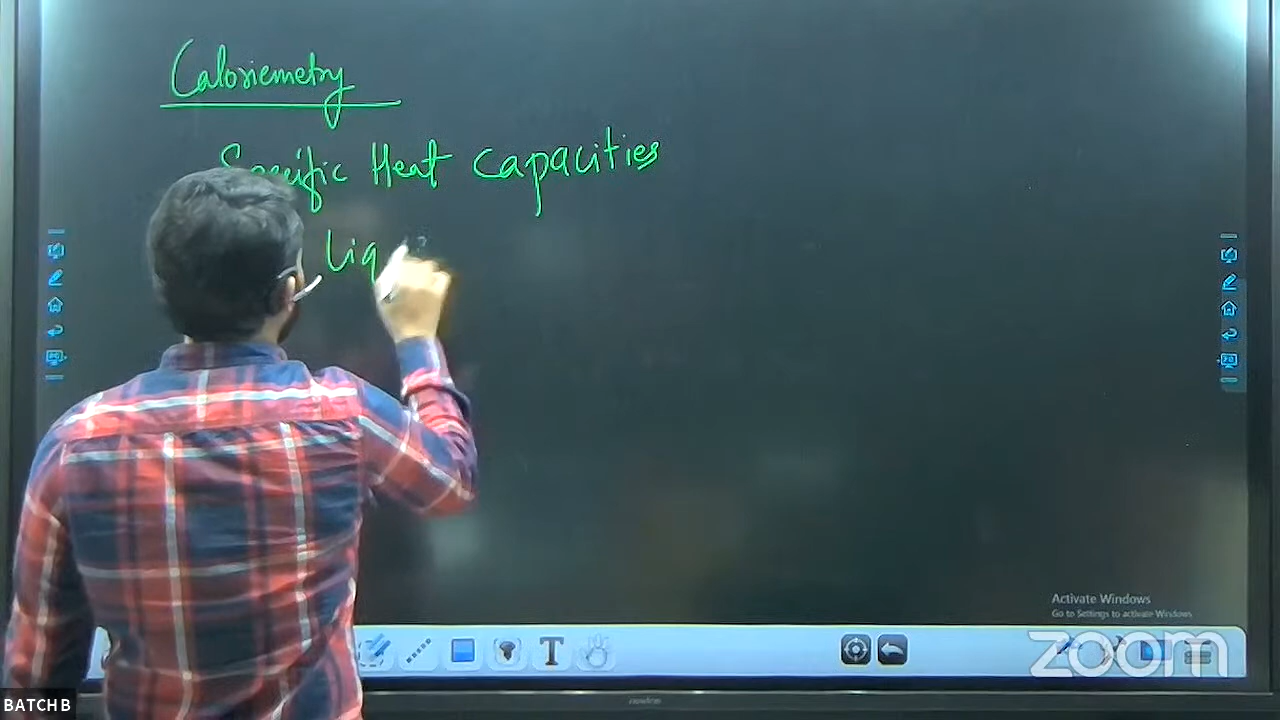 Caloriemetry
Specific Heat capacities
Liq
Activate Windows
Go to Settings to activate Windows.
zoom
T
BATCH B